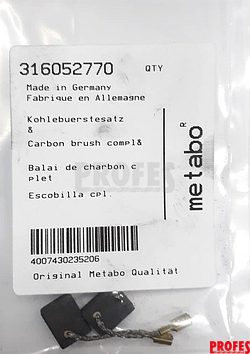 316052770 QTY
Made in Germany
Fabrique en Allemagne
Kohlebuerstesatz
&
Carbon brush compl&
Balai de charbon c
plet
Escobilla cpl.
metabo®
4007430235206
Original Metabo Qualität
PROFES
PROFES